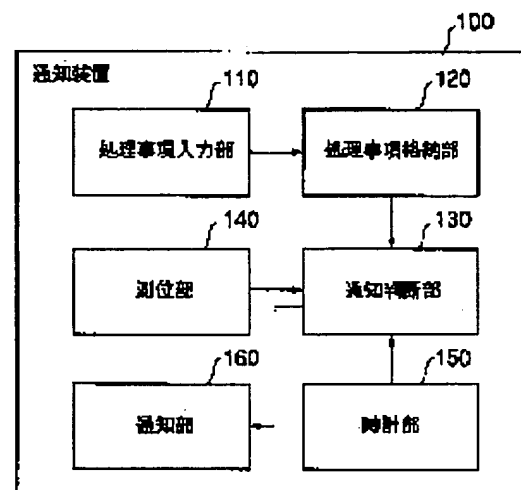 100
通知装置
110
120
処理事項入力部
処理事項格納部
140
130
測位部
通知判断部
160
150
通知部
時計部